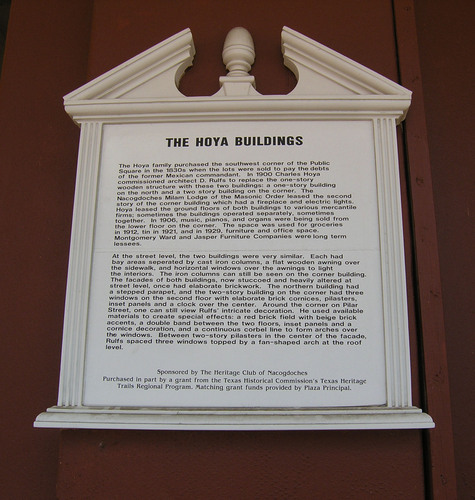 THE HOYA BUILDINGS
The Hoya family purchased the southwest corner of the Public
Square in the 1830s when the lots were sold to pay the debts
of the former Mexican commandant. In 1900 Charles Hoya
commissioned architect D. Rulfs to replace the one-story
wooden structure with these two buildings: a one-story building
on the north and a two story building on the corner. The
Nacogdoches Milam Lodge of the Masonic Order leased the second
story of the corner building which had a fireplace and electric lights.
Hoya leased the ground floors of both buildings to various mercantile
firms; sometimes the buildings operated separately, sometimes
together. In 1906, music, pianos, and organs were being sold from
the lower floor on the corner. The space was used for groceries
in 1912, tin in 1921, and in 1929, furniture and office space.
Montgomery Ward and Jasper Furniture Companies were long term
lessees.
At the street level, the two buildings were very similar. Each had
bay areas seperated by cast iron columns, a flat wooden awning over
the sidewalk, and horizontal windows over the awnings to light
the interiors. The iron columns can still be seen on the corner building.
The facades of both buildings, now stuccoed and heavily altered at
street level, once had elaborate brickwork. The northern building had
a stepped parapet, and the two-story building on the corner had three
windows on the second floor with elaborate brick cornices, pilasters,
inset panels and a clock over the center. Around the corner on Pilar
Street, one can still view Rulfs' intricate decoration. He used available
materials to create special effects: a red brick field with beige brick
accents, a double band between the two floors, inset panels and a
cornice decoration, and a continuous corbel line to form arches over
the windows. Between two-story pilasters in the center of the facade,
Rulfs spaced three windows topped by a fan-shaped arch at the roof
level.
Sponsored by The Heritage Club of Nacogdoches
Purchased in part by a grant from the Texas Historical Commission's Texas Heritage
Trails Regional Program. Matching grant funds provided by Plaza Principal.